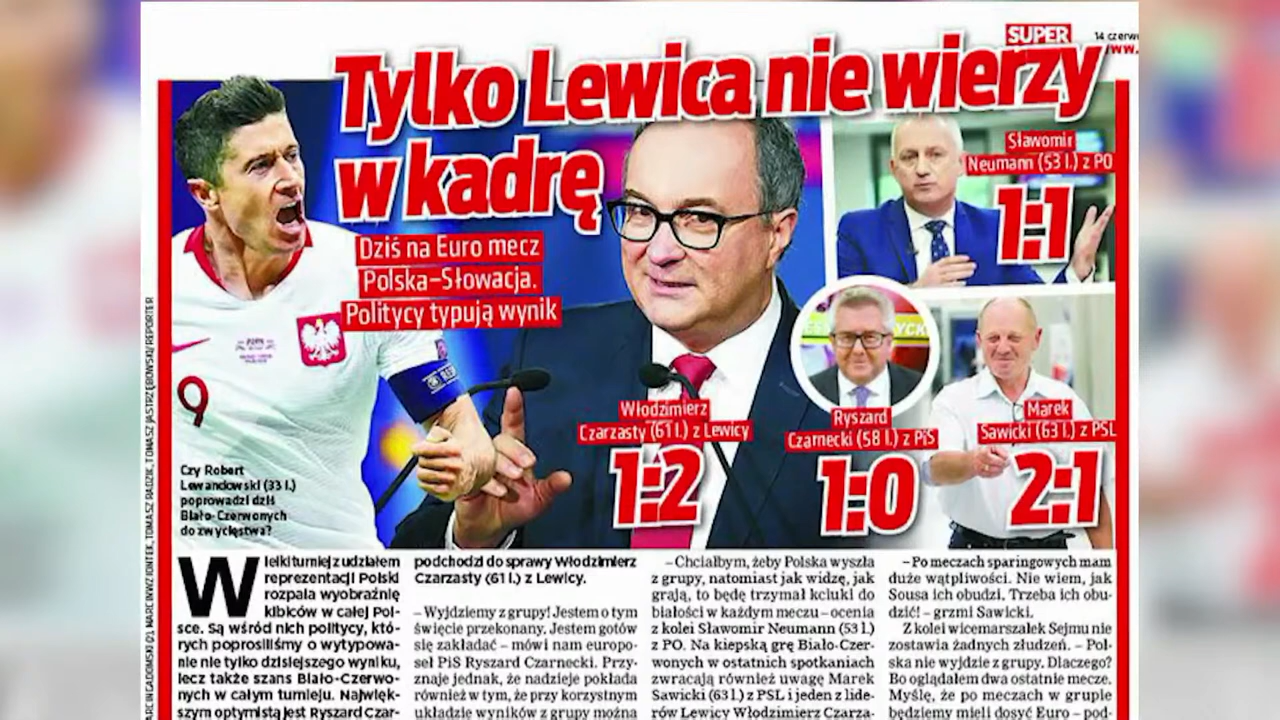 SUPER
14 czerw
Tylko Lewica nie wierzy
w kadrę
Dziś na Euro mecz
Polska–Słowacja.
Politycy typują wynik
Sławomir
Neumann (53 l.) z PO
1:1
Włodzimierz
Czarzasty (61 l.) z Lewicy
1:2
Ryszard
Czarnecki (58 l.) z PiS
1:0
Marek
Sawicki (63 l.) z PSL
2:1
9
Czy Robert
Lewandowski (33 l.)
poprowadzi dziś
Biało-Czerwonych
do zwycięstwa?
Wielki turniej z udziałem
reprezentacji Polski
rozpala wyobraźnię
kibiców w całej Pol-
sce. Są wśród nich politycy, któ-
rych poprosiliśmy o wytypowa-
nie nie tylko dzisiejszego wyniku,
lecz także szans Biało-Czerwo-
nych w całym turnieju. Najwięk-
szym optymistą jest Ryszard Czar-
podchodzi do sprawy Włodzimierz
Czarzasty (61 l.) z Lewicy.
– Wyjdziemy z grupy! Jestem o tym
święcie przekonany. Jestem gotów
się zakładać – mówi nam europo-
seł PiS Ryszard Czarnecki. Przy-
znaje jednak, że nadzieje pokłada
również w tym, że przy korzystnym
układzie wyników z grupy można
– Chciałbym, żeby Polska wyszła
z grupy, natomiast jak widzę, jak
grają, to będę trzymał kciuki do
białości w każdym meczu – ocenia
z kolei Sławomir Neumann (53 l.)
z PO. Na kiepską grę Biało-Czer-
wonych w ostatnich spotkaniach
zwracają również uwagę Marek
Sawicki (63 l.) z PSL i jeden z lide-
rów Lewicy Włodzimierz Czarza-
– Po meczach sparingowych mam
duże wątpliwości. Nie wiem, jak
Sousa ich obudzi. Trzeba ich obu-
dzić! – grzmi Sawicki.
Z kolei wicemarszałek Sejmu nie
zostawia żadnych złudzeń. – Pol-
ska nie wyjdzie z grupy. Dlaczego?
Bo oglądałem dwa ostatnie mecze.
Myślę, że po meczach w grupie
będziemy mieli dosyć Euro – pod-